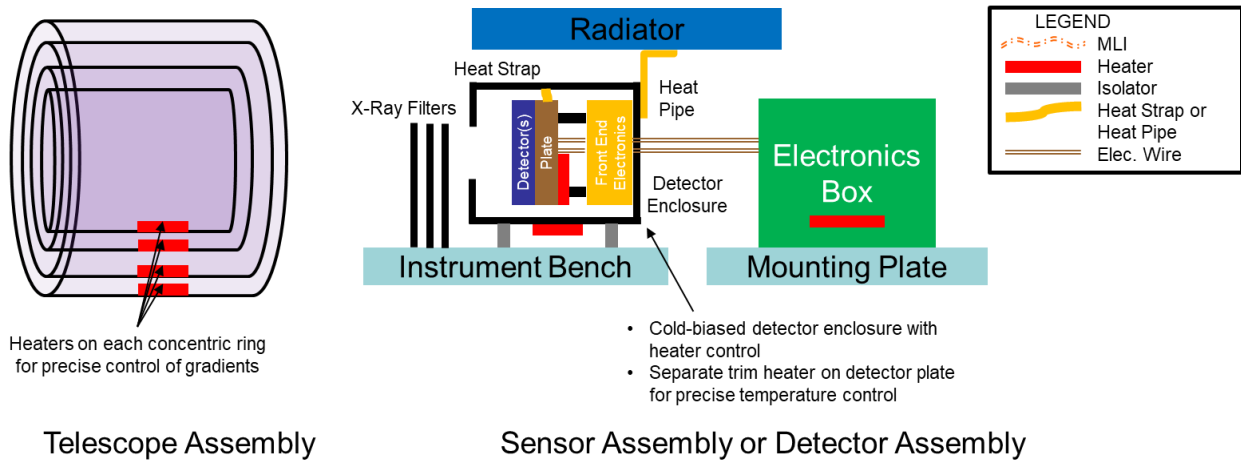 Radiator
LEGEND
MLI
Heater
Isolator
Heat Strap or
Heat Pipe
Elec. Wire
Heat Strap
X-Ray Filters
Heat
Pipe
Detector(s)
Plate
Front End
Electronics
Detector
Enclosure
Electronics
Box
Instrument Bench
Mounting Plate
Heaters on each concentric ring
for precise control of gradients
• Cold-biased detector enclosure with
heater control
• Separate trim heater on detector plate
for precise temperature control
Telescope Assembly
Sensor Assembly or Detector Assembly